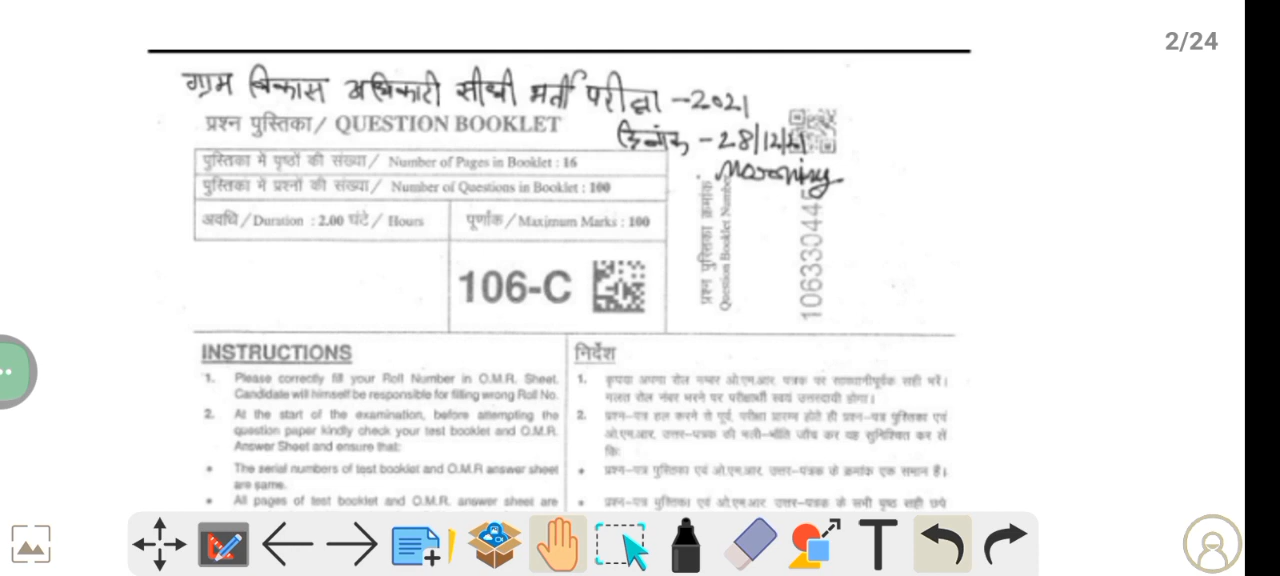 2/24
ग्राम विकास अधिकारी सीधी भर्ती परीक्षा -2021
प्रश्न पुस्तिका/ QUESTION BOOKLET
दिनांक - 28/12/21
Morning
पुस्तिका में पृष्ठों की संख्या/ Number of Pages in Booklet : 16
पुस्तिका में प्रश्नों की संख्या/ Number of Questions in Booklet : 100
अवधि/Duration : 2.00 घंटे/ Hours
पूर्णांक/Maximum Marks : 100
106-C
प्रश्न पुस्तिका क्रमांक
Question Booklet Number
INSTRUCTIONS
1. Please correctly fill your Roll Number in O.M.R. Sheet.
Candidate will himself be responsible for filling wrong Roll No.
2. At the start of the examination, before attempting the
question paper kindly check your test booklet and O.M.R.
Answer Sheet and ensure that:
• The serial numbers of test booklet and O.M.R answer sheet
are same.
• All pages of test booklet and O.M.R. answer sheet are
निर्देश
1. कृपया अपना रोल नम्बर ओ.एम.आर. पत्रक पर सावधानीपूर्वक सही भरें।
गलत रोल नंबर भरने पर परीक्षार्थी स्वयं उत्तरदायी होगा।
2. प्रश्न-पत्र हल करने से पूर्व, परीक्षा प्रारम्भ होते ही प्रश्न-पत्र पुस्तिका एवं
ओ.एम.आर. उत्तर-पत्रक की भली-भाँति जाँच कर यह सुनिश्चित कर लें
कि:
• प्रश्न-पत्र पुस्तिका एवं ओ.एम.आर. उत्तर-पत्रक के क्रमांक एक समान हैं।
• प्रश्न-पत्र पुस्तिका एवं ओ.एम.आर. उत्तर-पत्रक के सभी पृष्ठ सही छपे